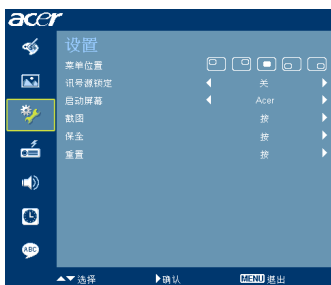 acer
设置
菜单位置
讯号源锁定 关
启动屏幕 Acer
截图 按
保全 按
重置 按
ABC
选择 确认 MENU 退出